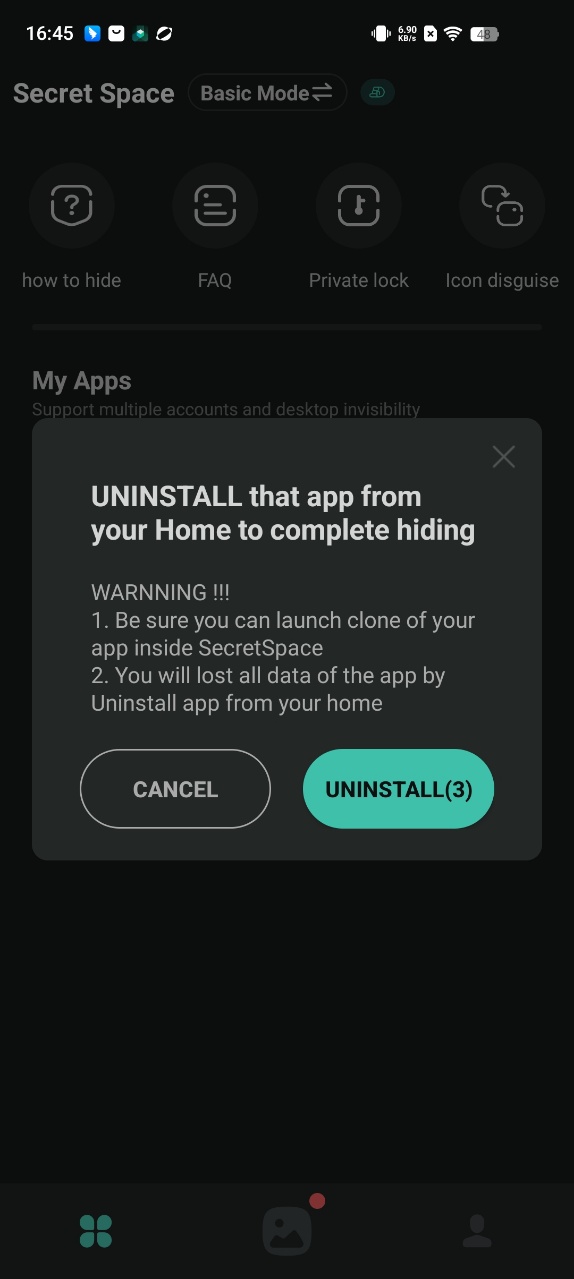 16:45
6.90
KB/s
48
Secret Space
Basic Mode
how to hide
FAQ
Private lock
Icon disguise
My Apps
Support multiple accounts and desktop invisibility
UNINSTALL that app from
your Home to complete hiding
WARNNING !!!
1. Be sure you can launch clone of your
app inside SecretSpace
2. You will lost all data of the app by
Uninstall app from your home
CANCEL
UNINSTALL(3)